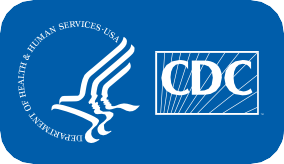 DEPARTMENT OF HEALTH & HUMAN SERVICES·USA
CDC